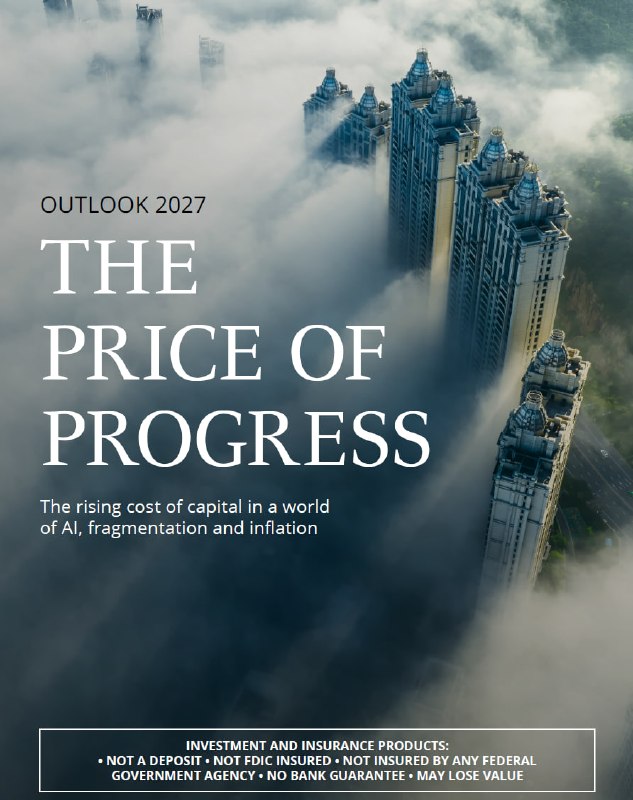 OUTLOOK 2027
THE
PRICE OF
PROGRESS
The rising cost of capital in a world
of AI, fragmentation and inflation
INVESTMENT AND INSURANCE PRODUCTS:
• NOT A DEPOSIT • NOT FDIC INSURED • NOT INSURED BY ANY FEDERAL
GOVERNMENT AGENCY • NO BANK GUARANTEE • MAY LOSE VALUE